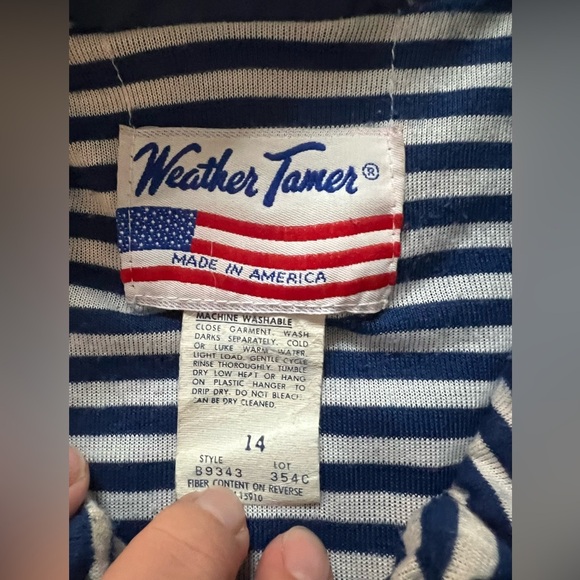 Weather Tamer®
MADE IN AMERICA
MACHINE WASHABLE
CLOSE GARMENT. WASH
DARKS SEPARATELY. COLD
OR LUKE WARM WATER,
LIGHT LOAD. GENTLE CYCLE
RINSE THOROUGHLY. TUMBLE
DRY LOW HEAT OR HANG
ON PLASTIC HANGER TO
DRIP DRY. DO NOT BLEACH
CAN BE DRY CLEANED.
14
STYLE LOT
B9343 354C
FIBER CONTENT ON REVERSE
15910